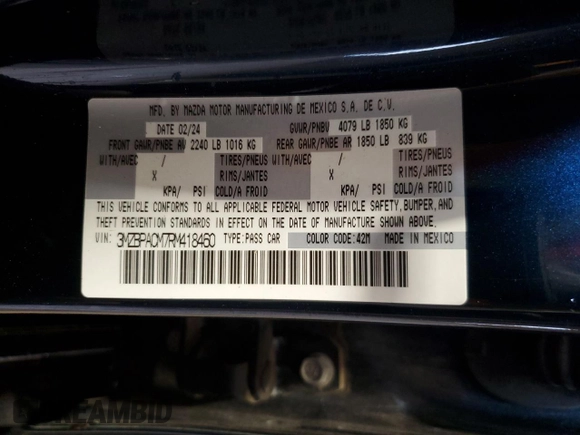 MFD. BY MAZDA MOTOR MANUFACTURING DE MEXICO S.A. DE C.V.
DATE 02/24 GVWR/PNBV 4079 LB 1850 KG
FRONT GAWR/PNBE AV 2240 LB 1016 KG REAR GAWR/PNBE AR 1850 LB 839 KG
WITH/AVEC / TIRES/PNEUS WITH/AVEC / TIRES/PNEUS
X RIMS/JANTES X RIMS/JANTES
KPA/ PSI COLD/A FROID KPA/ PSI COLD/A FROID
THIS VEHICLE CONFORMS TO ALL APPLICABLE FEDERAL MOTOR VEHICLE SAFETY, BUMPER, AND
THEFT PREVENTION STANDARDS IN EFFECT ON THE DATE OF MANUFACTURE SHOWN ABOVE.
VIN: 3MZBPACM7RM418460 TYPE:PASS CAR COLOR CODE:42M MADE IN MEXICO
DREAMBID